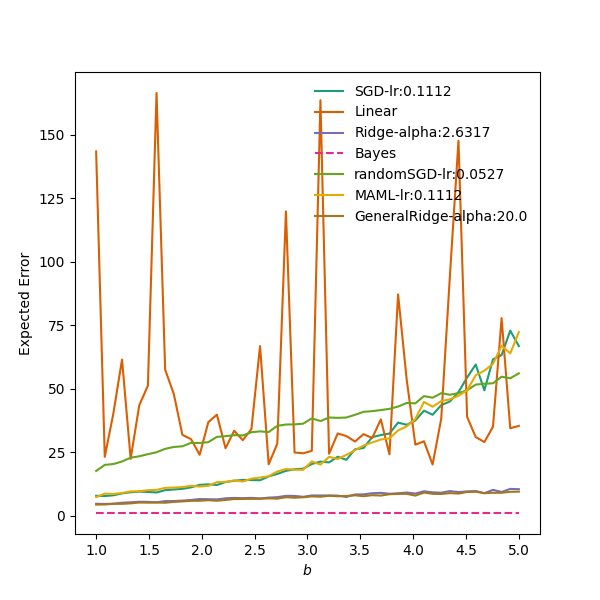 SGD-lr:0.1112
Linear
Ridge-alpha:2.6317
Bayes
randomSGD-lr:0.0527
MAML-lr:0.1112
GeneralRidge-alpha:20.0
150
125
100
75
50
25
0
Expected Error
1.0 1.5 2.0 2.5 3.0 3.5 4.0 4.5 5.0
b